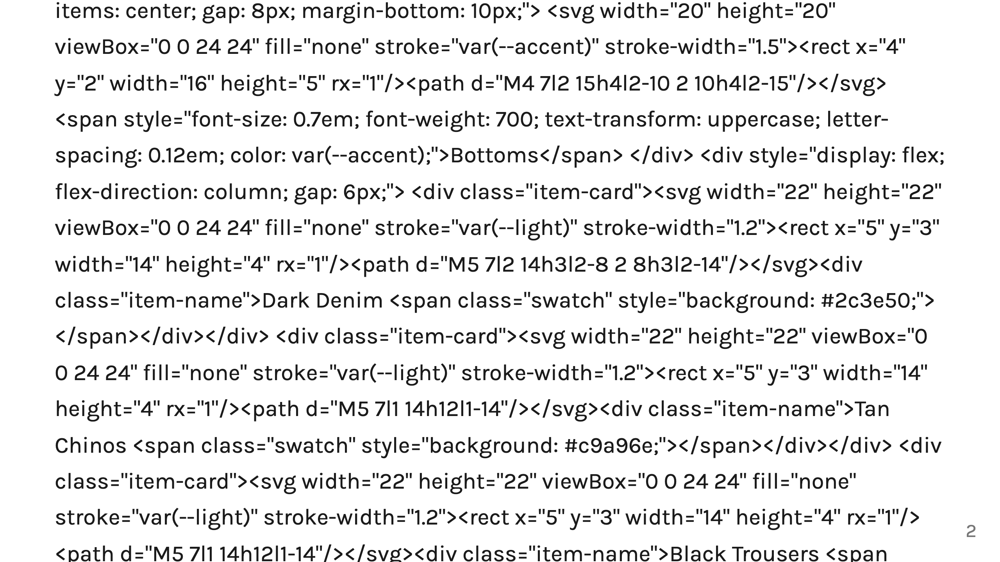 items: center; gap: 8px; margin-bottom: 10px;"> <svg width="20" height="20"
viewBox="0 0 24 24" fill="none" stroke="var(--accent)" stroke-width="1.5"><rect x="4"
y="2" width="16" height="5" rx="1"/><path d="M4 7l2 15h4l2-10 2 10h4l2-15"/></svg>
<span style="font-size: 0.7em; font-weight: 700; text-transform: uppercase; letter-
spacing: 0.12em; color: var(--accent);">Bottoms</span> </div> <div style="display: flex;
flex-direction: column; gap: 6px;"> <div class="item-card"><svg width="22" height="22"
viewBox="0 0 24 24" fill="none" stroke="var(--light)" stroke-width="1.2"><rect x="5" y="3"
width="14" height="4" rx="1"/><path d="M5 7l2 14h3l2-8 2 8h3l2-14"/></svg><div
class="item-name">Dark Denim <span class="swatch" style="background: #2c3e50;">
</span></div></div> <div class="item-card"><svg width="22" height="22" viewBox="0
0 24 24" fill="none" stroke="var(--light)" stroke-width="1.2"><rect x="5" y="3" width="14"
height="4" rx="1"/><path d="M5 7l1 14h12l1-14"/></svg><div class="item-name">Tan
Chinos <span class="swatch" style="background: #c9a96e;"></span></div></div> <div
class="item-card"><svg width="22" height="22" viewBox="0 0 24 24" fill="none"
stroke="var(--light)" stroke-width="1.2"><rect x="5" y="3" width="14" height="4" rx="1"/>
<path d="M5 7l1 14h12l1-14"/></svg><div class="item-name">Black Trousers <span
2